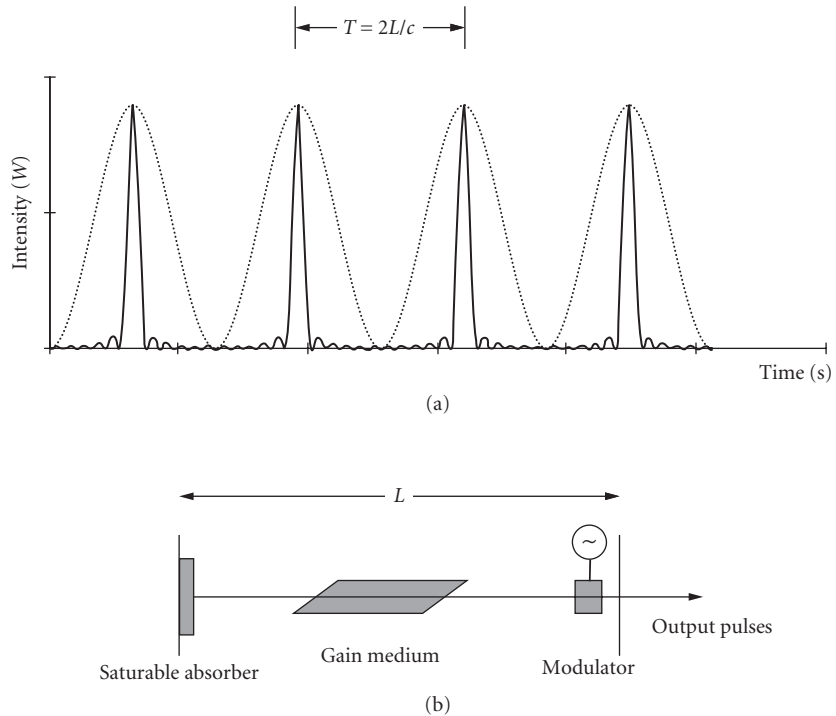 T = 2L/c
Intensity (W)
Time (s)
(a)
L
~
Output pulses
Saturable absorber
Gain medium
Modulator
(b)